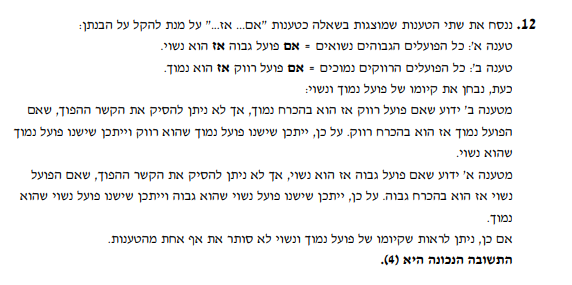 12. ננסח את שתי הטענות שמוצגות בשאלה כטענות "אם... אז..." על מנת להקל על הבנתן:
טענה א': כל הפועלים הגבוהים נשואים = אם פועל גבוה אז הוא נשוי.
טענה ב': כל הפועלים הרווקים נמוכים = אם פועל רווק אז הוא נמוך.
כעת, נבחן את קיומו של פועל נמוך ונשוי:
מטענה ב' ידוע שאם פועל רווק אז הוא בהכרח נמוך, אך לא ניתן להסיק את הקשר ההפוך, שאם
הפועל נמוך אז הוא בהכרח רווק. על כן, ייתכן שישנו פועל נמוך שהוא רווק וייתכן שישנו פועל נמוך
שהוא נשוי.
מטענה א' ידוע שאם פועל גבוה אז הוא נשוי, אך לא ניתן להסיק את הקשר ההפוך, שאם הפועל
נשוי אז הוא בהכרח גבוה. על כן, ייתכן שישנו פועל נשוי שהוא גבוה וייתכן שישנו פועל נשוי שהוא
נמוך.
אם כן, ניתן לראות שקיומו של פועל נמוך ונשוי לא סותר את אף אחת מהטענות.
התשובה הנכונה היא (4).